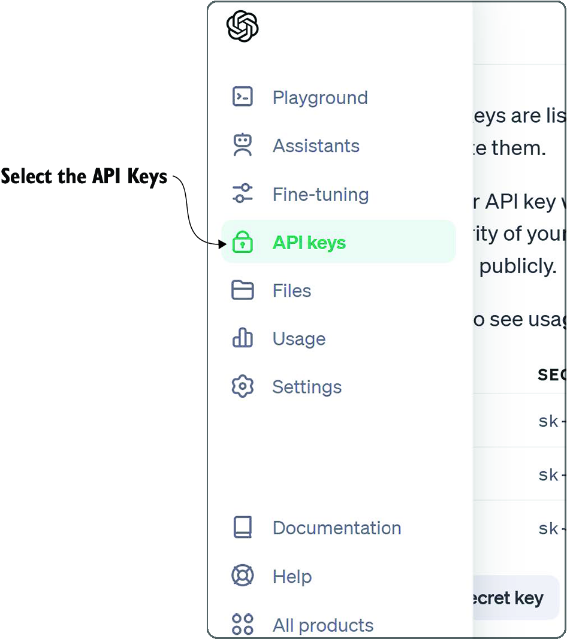 Select the API Keys
Playground
Assistants
Fine-tuning
API keys
Files
Usage
Settings
Documentation
Help
All products
eys are lis
te them.
r API key v
rity of your
publicly.
o see usag
SEC
sk-
sk-
sk-
ecret key